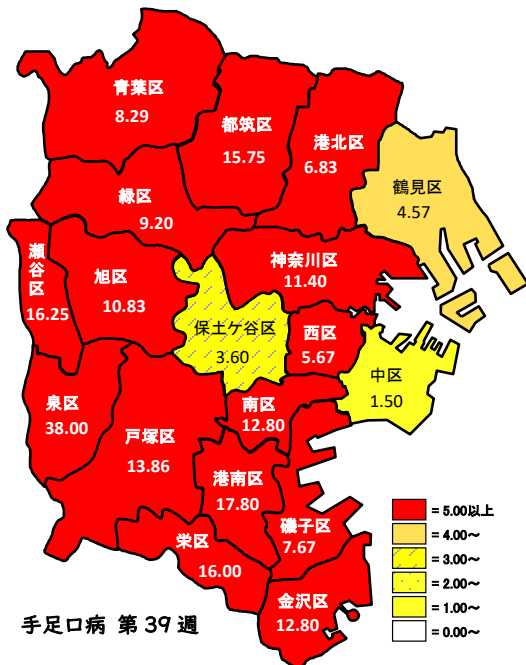 青葉区
8.29
都筑区
15.75
港北区
6.83
鶴見区
4.57
緑区
9.20
瀬谷区
16.25
旭区
10.83
神奈川区
11.40
保土ケ谷区
3.60
西区
5.67
中区
1.50
泉区
38.00
戸塚区
13.86
南区
12.80
港南区
17.80
磯子区
7.67
栄区
16.00
金沢区
12.80
= 5.00以上
= 4.00～
= 3.00～
= 2.00～
= 1.00～
= 0.00～
手足口病 第39週